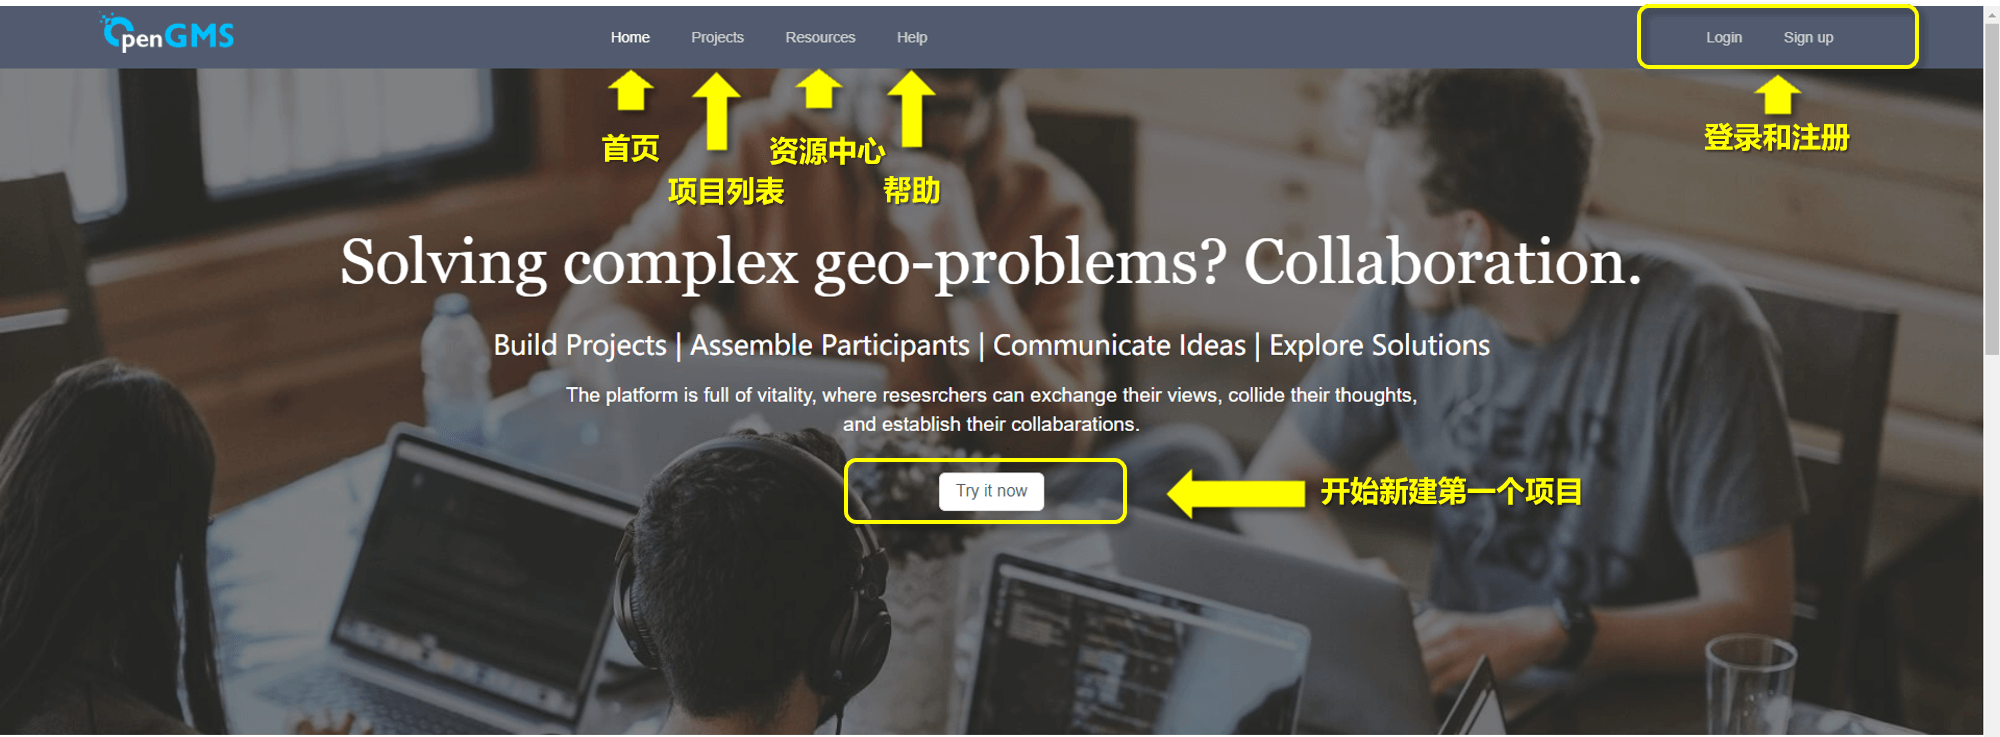 OpenGMS
Home Projects Resources Help Login Sign up
首页 资源中心 登录和注册
项目列表 帮助
Solving complex geo-problems? Collaboration.
Build Projects | Assemble Participants | Communicate Ideas | Explore Solutions
The platform is full of vitality, where resesrchers can exchange their views, collide their thoughts,
and establish their collabarations.
Try it now 开始新建第一个项目